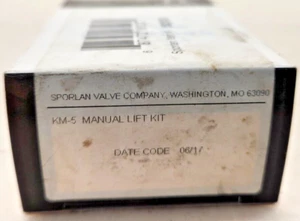 SPORLAN VALVE COMPANY, WASHINGTON, MO 63090
KM-5 MANUAL LIFT KIT
DATE CODE 06/17